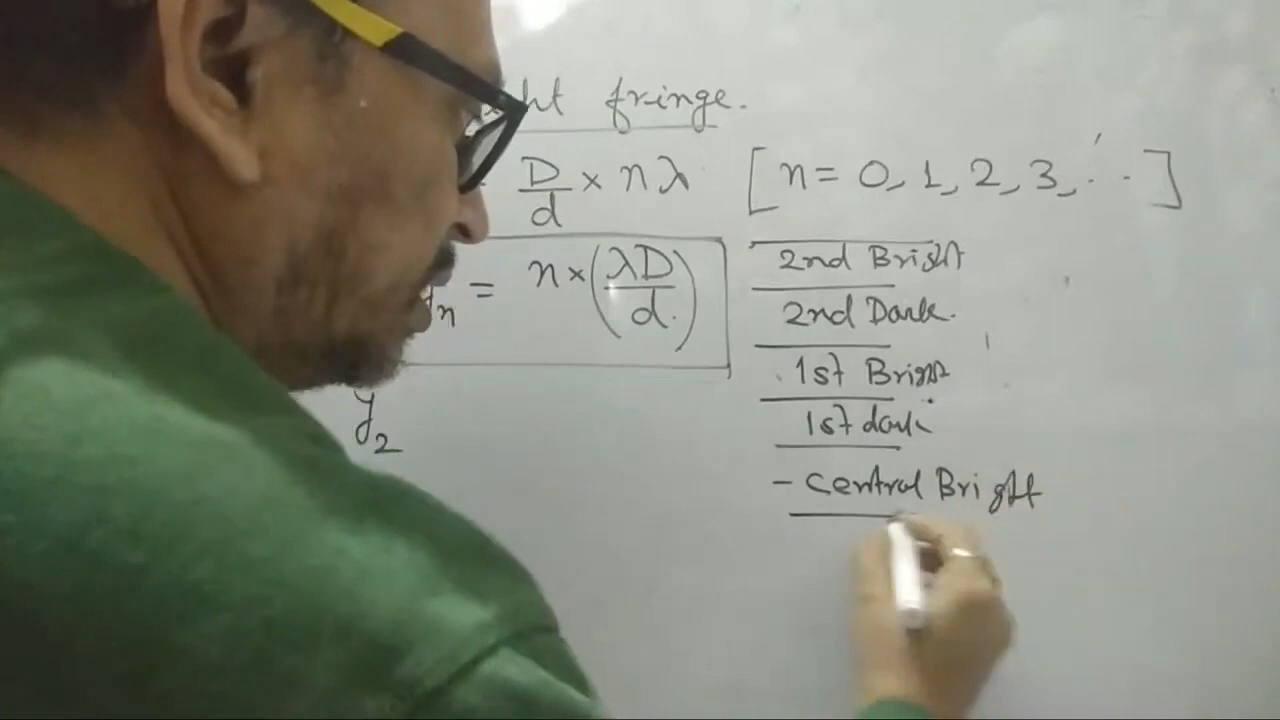 fringe.
D/d × nλ [n = 0, 1, 2, 3, . . ]
n = n × (λD/d)
2nd Bright
2nd Dark.
1st Bright
y2
1st dark
- Central Bright